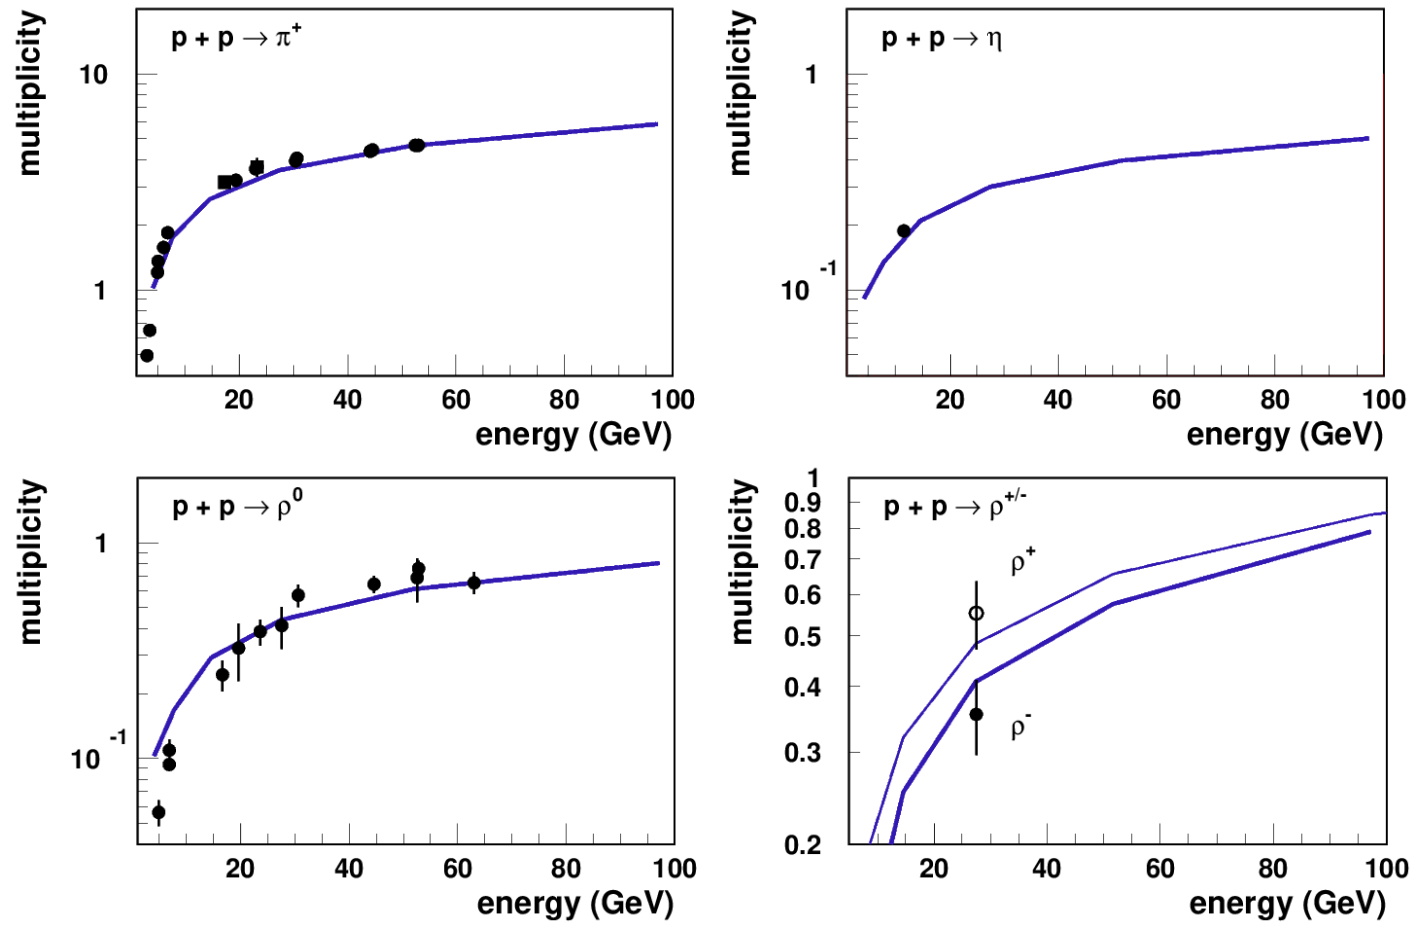 multiplicity
p + p → π⁺
10
1
20 40 60 80 100
energy (GeV)
multiplicity
p + p → η
1
10⁻¹
20 40 60 80 100
energy (GeV)
multiplicity
p + p → ρ⁰
1
10⁻¹
20 40 60 80 100
energy (GeV)
multiplicity
p + p → ρ⁺/⁻
1
0.9
0.8
0.7
0.6
0.5
0.4
0.3
0.2
ρ⁺
ρ⁻
20 40 60 80 100
energy (GeV)